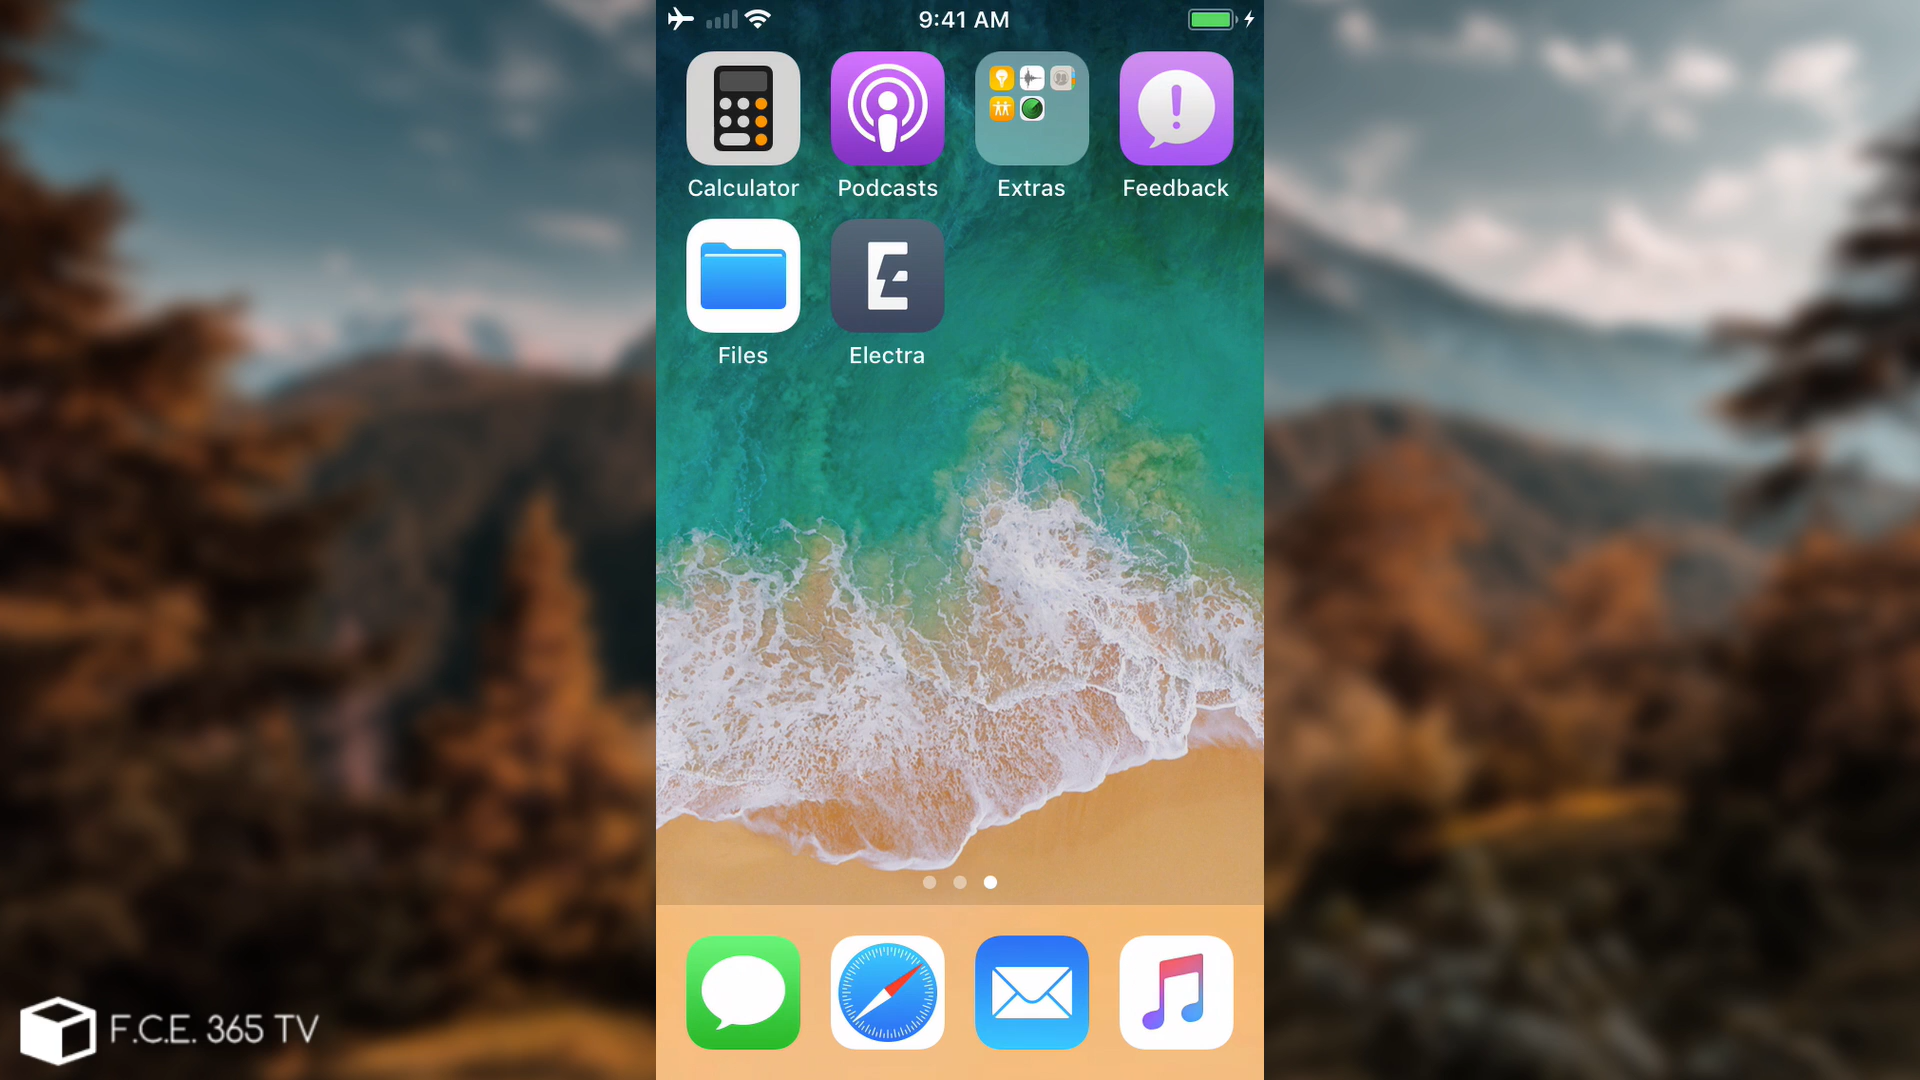 9:41 AM
Calculator
Podcasts
Extras
Feedback
Files
Electra
F.C.E. 365 TV